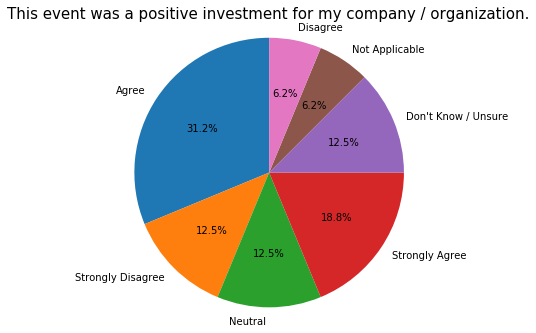 This event was a positive investment for my company / organization.
Disagree
Not Applicable
Agree
6.2%
6.2%
Don't Know / Unsure
31.2%
12.5%
18.8%
12.5%
12.5%
Strongly Agree
Strongly Disagree
Neutral